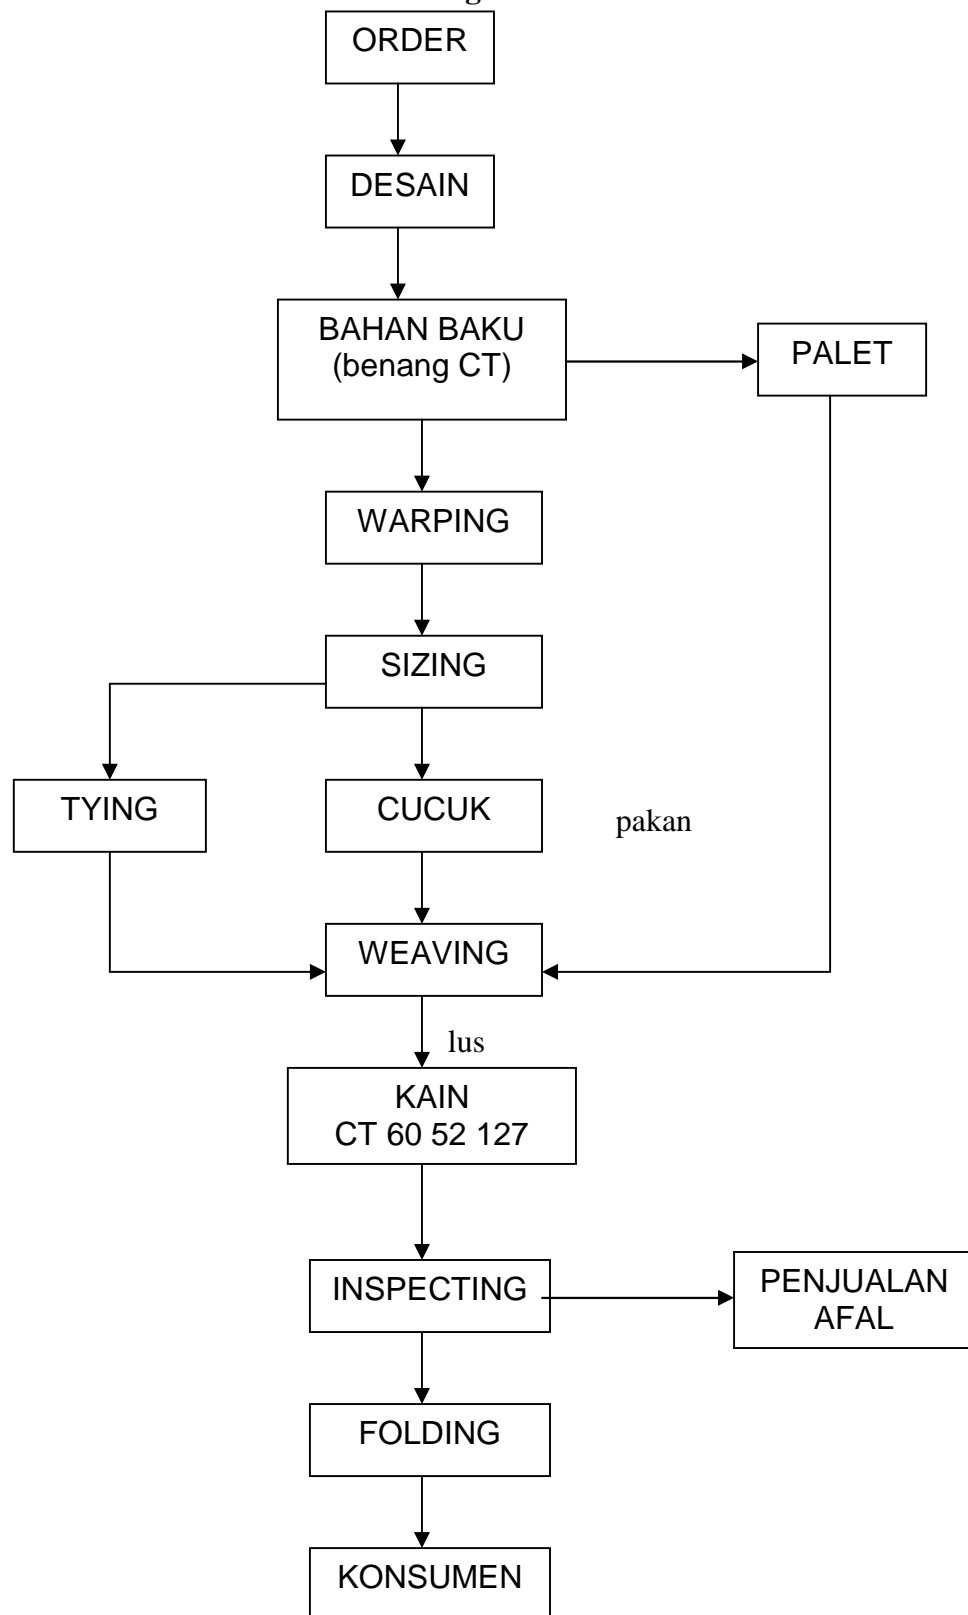 ORDER
DESAIN
BAHAN BAKU
(benang CT)
PALET
WARPING
SIZING
TYING
CUCUK
pakan
WEAVING
lus
KAIN
CT 60 52 127
INSPECTING
PENJUALAN
AFAL
FOLDING
KONSUMEN